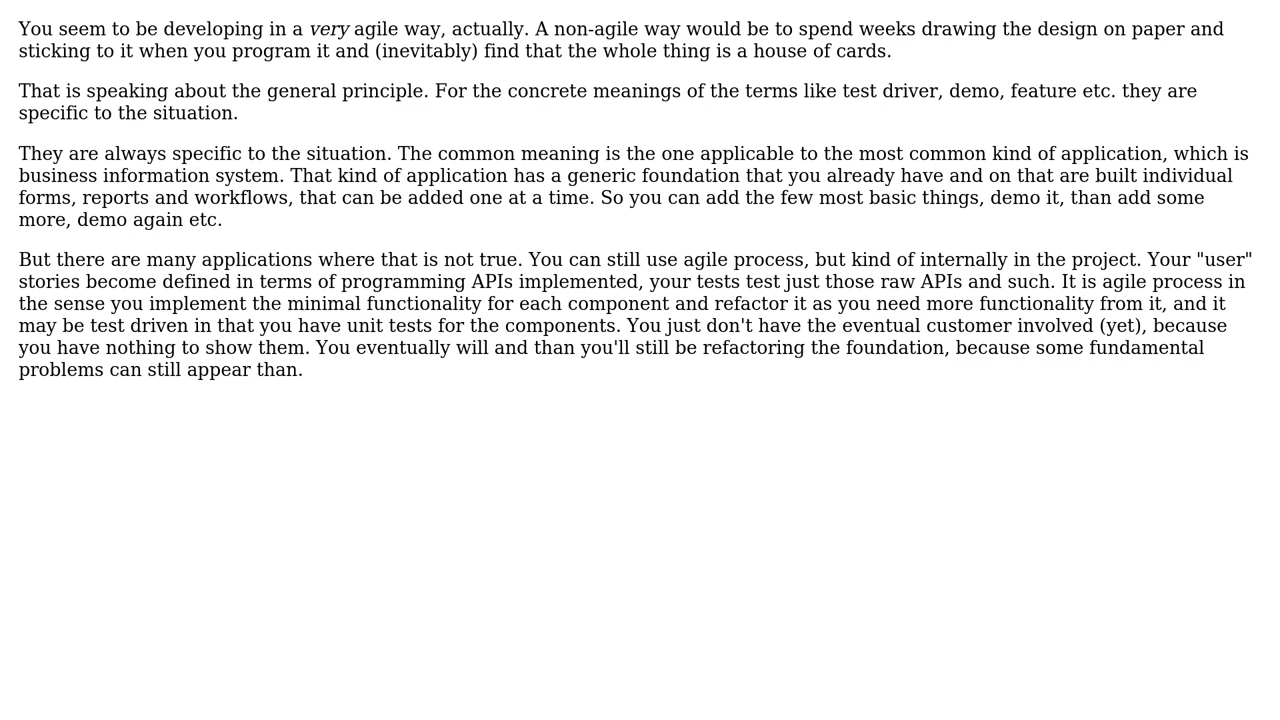 You seem to be developing in a very agile way, actually. A non-agile way would be to spend weeks drawing the design on paper and
sticking to it when you program it and (inevitably) find that the whole thing is a house of cards.
That is speaking about the general principle. For the concrete meanings of the terms like test driver, demo, feature etc. they are
specific to the situation.
They are always specific to the situation. The common meaning is the one applicable to the most common kind of application, which is
business information system. That kind of application has a generic foundation that you already have and on that are built individual
forms, reports and workflows, that can be added one at a time. So you can add the few most basic things, demo it, than add some
more, demo again etc.
But there are many applications where that is not true. You can still use agile process, but kind of internally in the project. Your "user"
stories become defined in terms of programming APIs implemented, your tests test just those raw APIs and such. It is agile process in
the sense you implement the minimal functionality for each component and refactor it as you need more functionality from it, and it
may be test driven in that you have unit tests for the components. You just don't have the eventual customer involved (yet), because
you have nothing to show them. You eventually will and than you'll still be refactoring the foundation, because some fundamental
problems can still appear than.